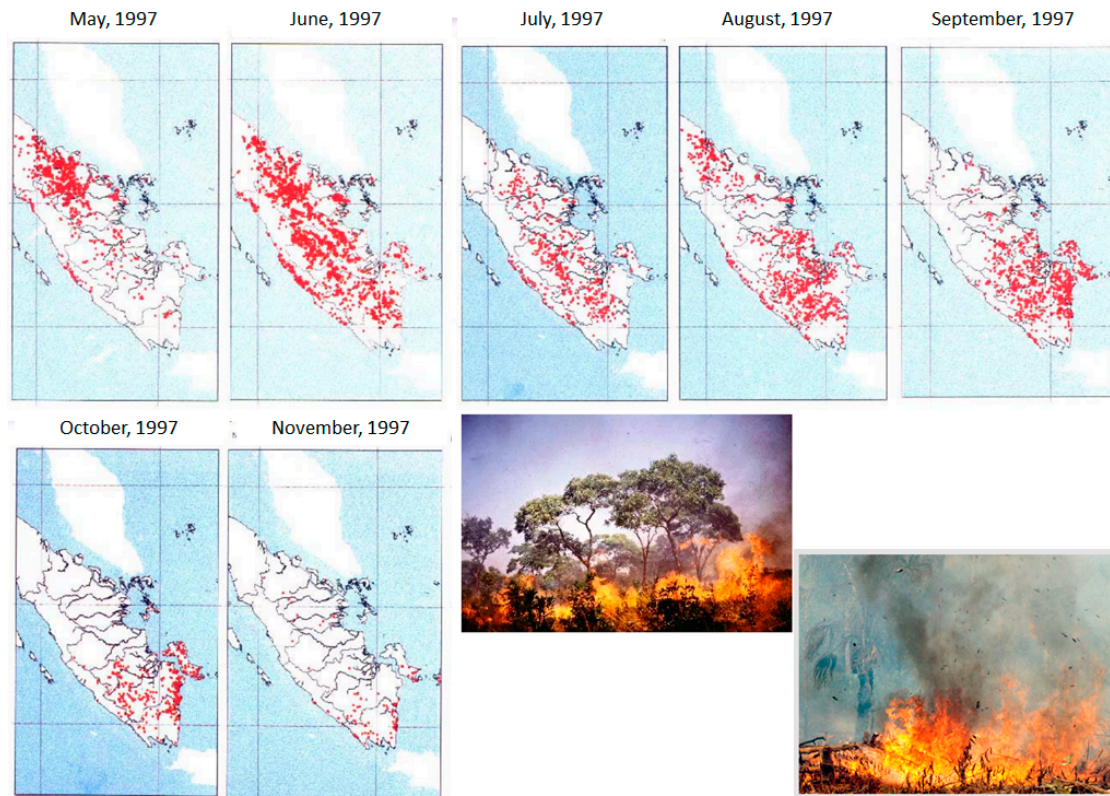 May, 1997
June, 1997
July, 1997
August, 1997
September, 1997
October, 1997
November, 1997